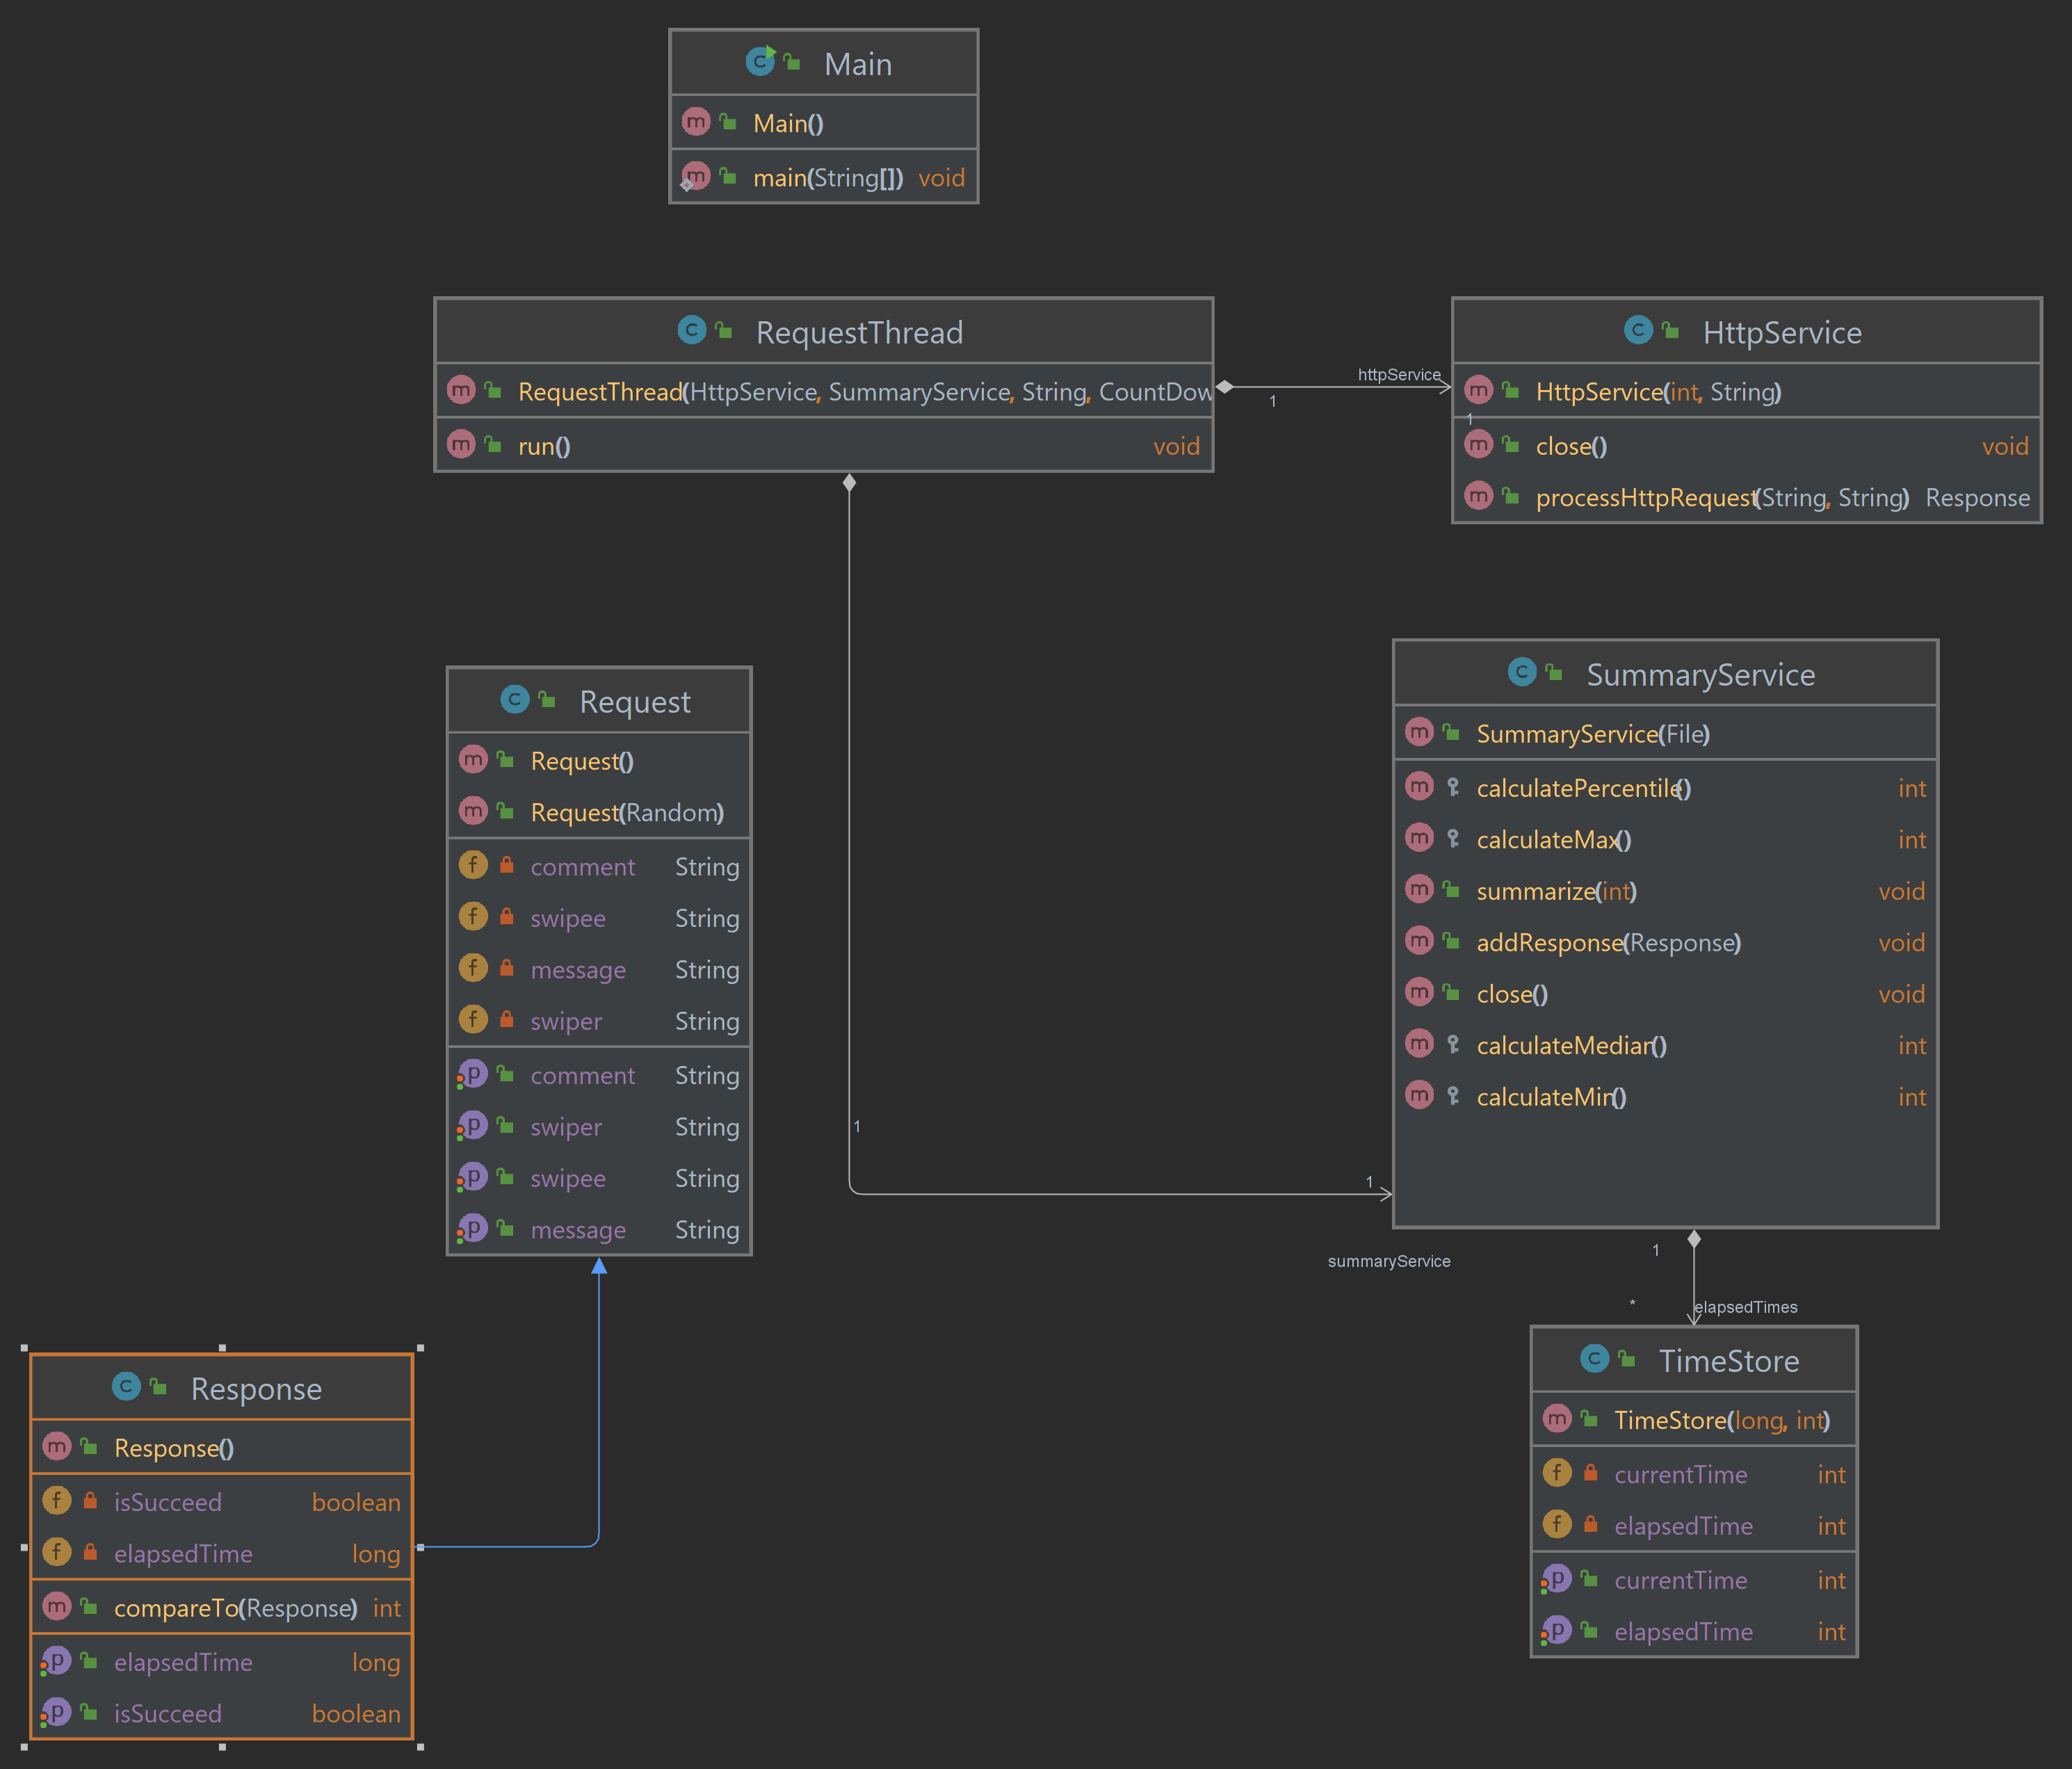 Main
Main()
main(String[]) void
RequestThread
RequestThread(HttpService, SummaryService, String, CountDow
run() void
httpService
1
1
HttpService
HttpService(int, String)
close() void
processHttpRequest(String, String) Response
Request
Request()
Request(Random)
comment String
swipee String
message String
swiper String
comment String
swiper String
swipee String
message String
SummaryService
SummaryService(File)
calculatePercentile() int
calculateMax() int
summarize(int) void
addResponse(Response) void
close() void
calculateMedian() int
calculateMin() int
1
1
summaryService
1
*
elapsedTimes
Response
Response()
isSucceed boolean
elapsedTime long
compareTo(Response) int
elapsedTime long
isSucceed boolean
TimeStore
TimeStore(long, int)
currentTime int
elapsedTime int
currentTime int
elapsedTime int